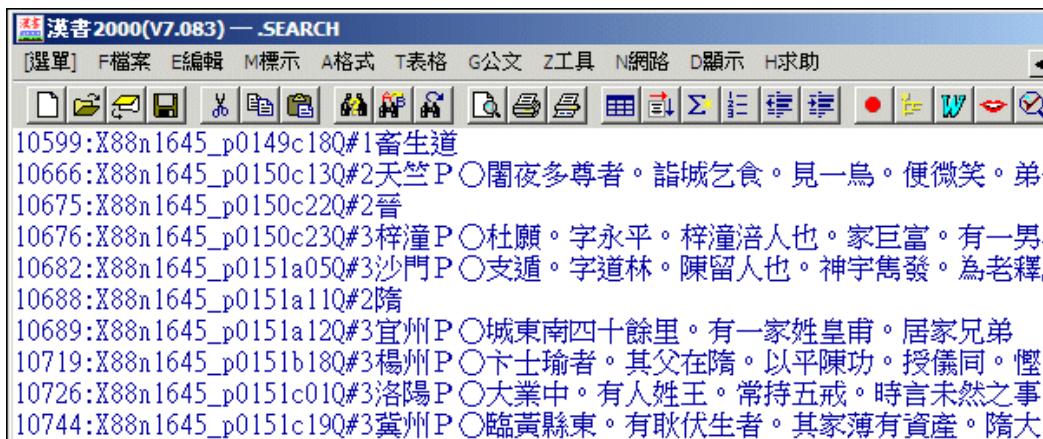 漢書2000(V7.083) — .SEARCH
[選單] F檔案 E編輯 M標示 A格式 T表格 G公文 Z工具 N網路 D顯示 H求助
10599:X88n1645_p0149c18Q#1畜生道
10666:X88n1645_p0150c13Q#2天竺Ｐ◯闍夜多尊者。詣城乞食。見一烏。便微笑。弟
10675:X88n1645_p0150c22Q#2晉
10676:X88n1645_p0150c23Q#3梓潼Ｐ◯杜願。字永平。梓潼涪人也。家巨富。有一男
10682:X88n1645_p0151a05Q#3沙門Ｐ◯支遁。字道林。陳留人也。神宇雋發。為老釋
10688:X88n1645_p0151a11Q#2隋
10689:X88n1645_p0151a12Q#3宜州Ｐ◯城東南四十餘里。有一家姓皇甫。居家兄弟
10719:X88n1645_p0151b18Q#3楊州Ｐ◯卞士瑜者。其父在隋。以平陳功。授儀同。慳
10726:X88n1645_p0151c01Q#3洛陽Ｐ◯大業中。有人姓王。常持五戒。時言未然之事
10744:X88n1645_p0151c19Q#3冀州Ｐ◯臨黃縣東。有耿伏生者。其家薄有資產。隋大